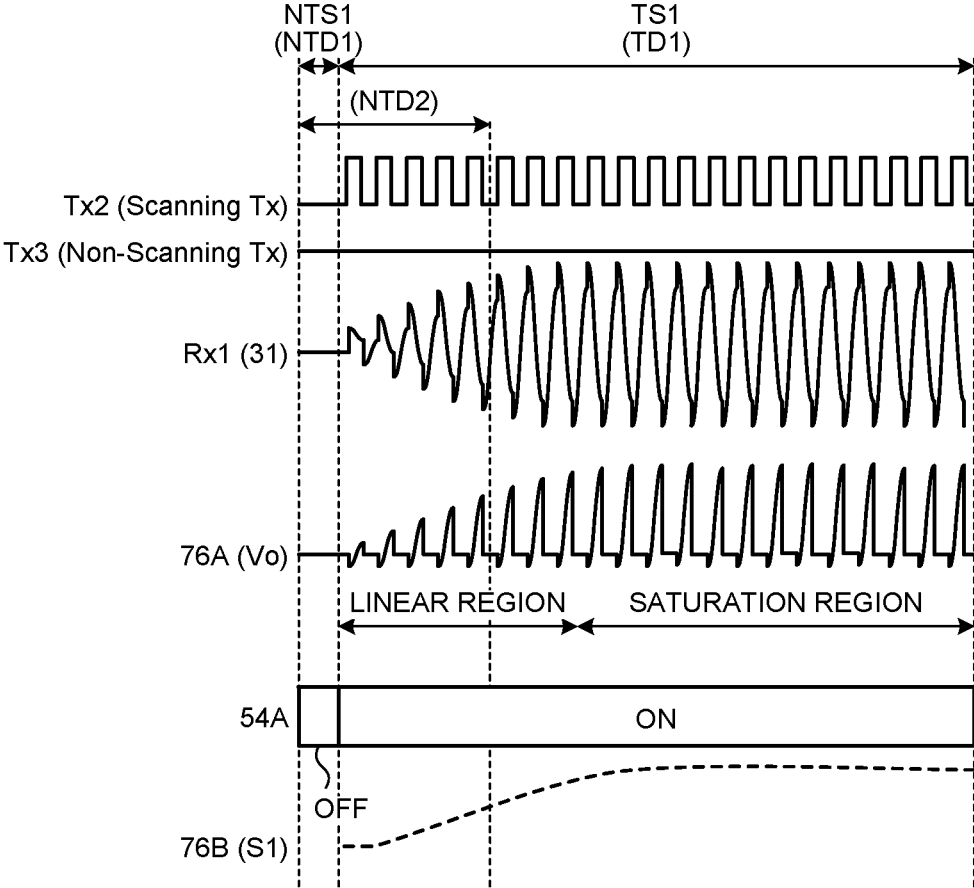 NTS1
(NTD1)
TS1
(TD1)
(NTD2)
Tx2 (Scanning Tx)
Tx3 (Non-Scanning Tx)
Rx1 (31)
76A (Vo)
LINEAR REGION
SATURATION REGION
54A
ON
OFF
76B (S1)